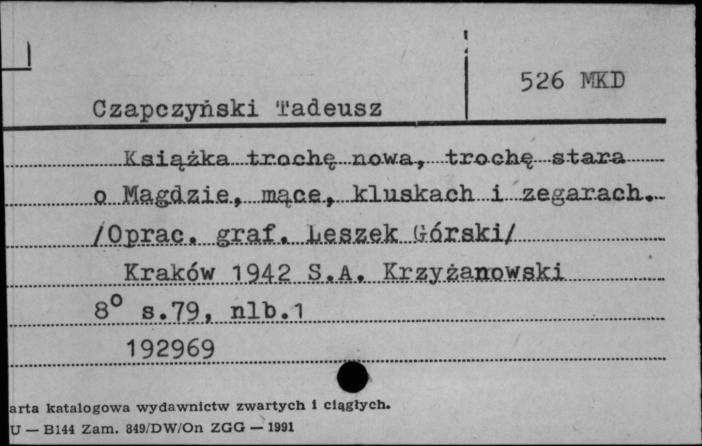 526 MKD
Czapczyński Tadeusz
Książka trochę nowa, trochę stara
o Magdzie, mące, kluskach i zegarach.
/Oprac. graf. Leszek Górski/
Kraków 1942 S.A. Krzyżanowski
8° s.79, nlb.1
192969
arta katalogowa wydawnictw zwartych i ciągłych.
U — B144 Zam. 849/DW/On ZGG — 1991